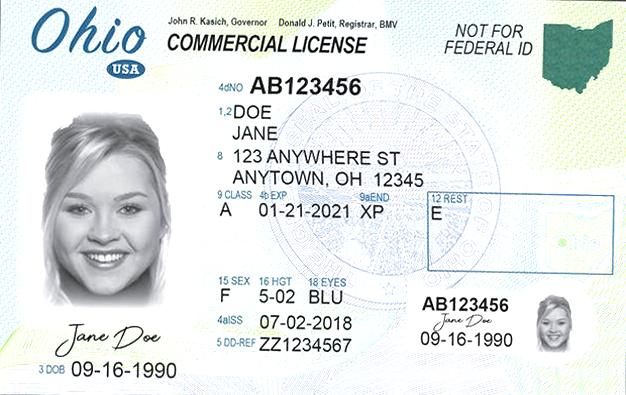 Ohio
USA
John R. Kasich, Governor Donald J. Petit, Registrar, BMV
COMMERCIAL LICENSE
NOT FOR
FEDERAL ID
4dNO AB123456
1,2 DOE
JANE
8 123 ANYWHERE ST
ANYTOWN, OH 12345
9 CLASS 4b EXP 9aEND 12 REST
A 01-21-2021 XP E
15 SEX 16 HGT 18 EYES
F 5-02 BLU
4aISS 07-02-2018
5 DD-REF ZZ1234567
Jane Doe
3 DOB 09-16-1990
AB123456
Jane Doe
09-16-1990